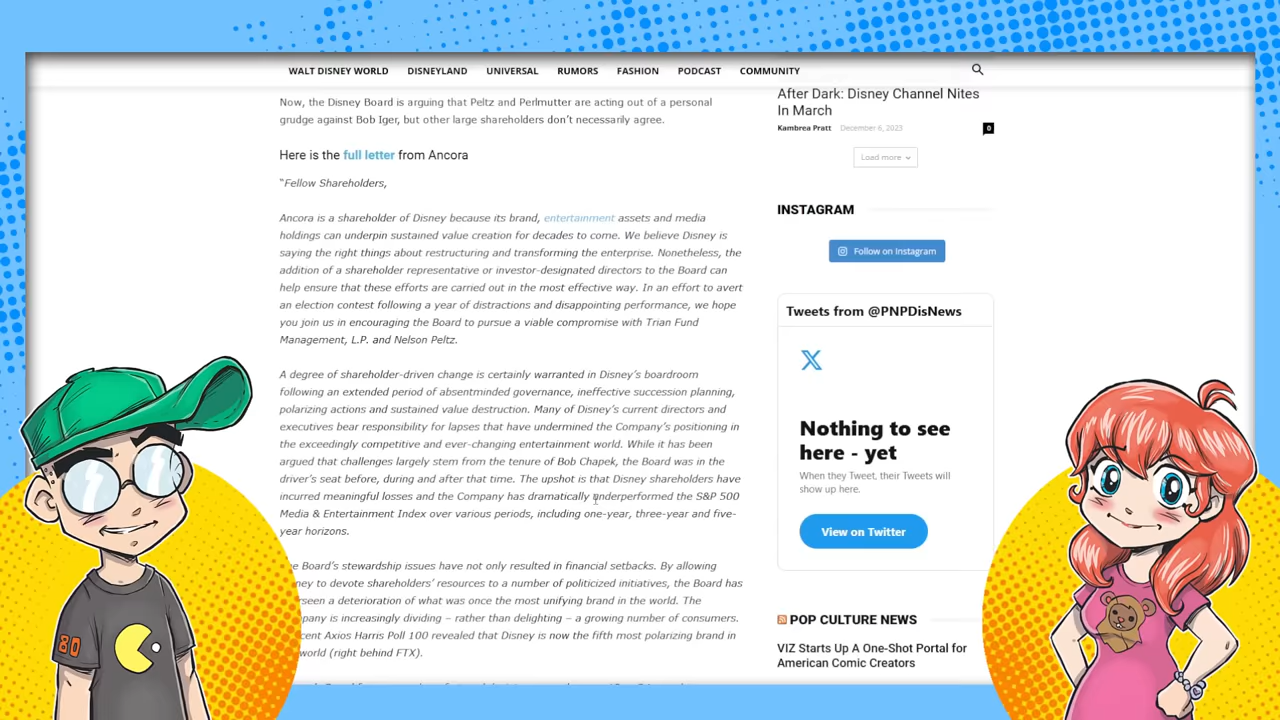 WALT DISNEY WORLD DISNEYLAND UNIVERSAL RUMORS FASHION PODCAST COMMUNITY
Now, the Disney Board is arguing that Peltz and Perlmutter are acting out of a personal
grudge against Bob Iger, but other large shareholders don't necessarily agree.
Here is the full letter from Ancora
"Fellow Shareholders,
Ancora is a shareholder of Disney because its brand, entertainment assets and media
holdings can underpin sustained value creation for decades to come. We believe Disney is
saying the right things about restructuring and transforming the enterprise. Nonetheless, the
addition of a shareholder representative or investor-designated directors to the Board can
help ensure that these efforts are carried out in the most effective way. In an effort to avert
an election contest following a year of distractions and disappointing performance, we hope
you join us in encouraging the Board to pursue a viable compromise with Trian Fund
Management, L.P. and Nelson Peltz.
A degree of shareholder-driven change is certainly warranted in Disney's boardroom
following an extended period of absentminded governance, ineffective succession planning,
polarizing actions and sustained value destruction. Many of Disney's current directors and
executives bear responsibility for lapses that have undermined the Company's positioning in
the exceedingly competitive and ever-changing entertainment world. While it has been
argued that challenges largely stem from the tenure of Bob Chapek, the Board was in the
driver's seat before, during and after that time. The upshot is that Disney shareholders have
incurred meaningful losses and the Company has dramatically underperformed the S&P 500
Media & Entertainment Index over various periods, including one-year, three-year and five-
year horizons.
Board's stewardship issues have not only resulted in financial setbacks. By allowing
to devote shareholders' resources to a number of politicized initiatives, the Board has
a deterioration of what was once the most unifying brand in the world. The
is increasingly dividing – rather than delighting – a growing number of consumers.
Axios Harris Poll 100 revealed that Disney is now the fifth most polarizing brand in
world (right behind FTX).
After Dark: Disney Channel Nites
In March
Kambrea Pratt December 6, 2023 0
Load more
INSTAGRAM
Follow on Instagram
Tweets from @PNPDisNews
Nothing to see
here - yet
When they Tweet, their Tweets will
show up here.
View on Twitter
POP CULTURE NEWS
VIZ Starts Up A One-Shot Portal for
American Comic Creators
80